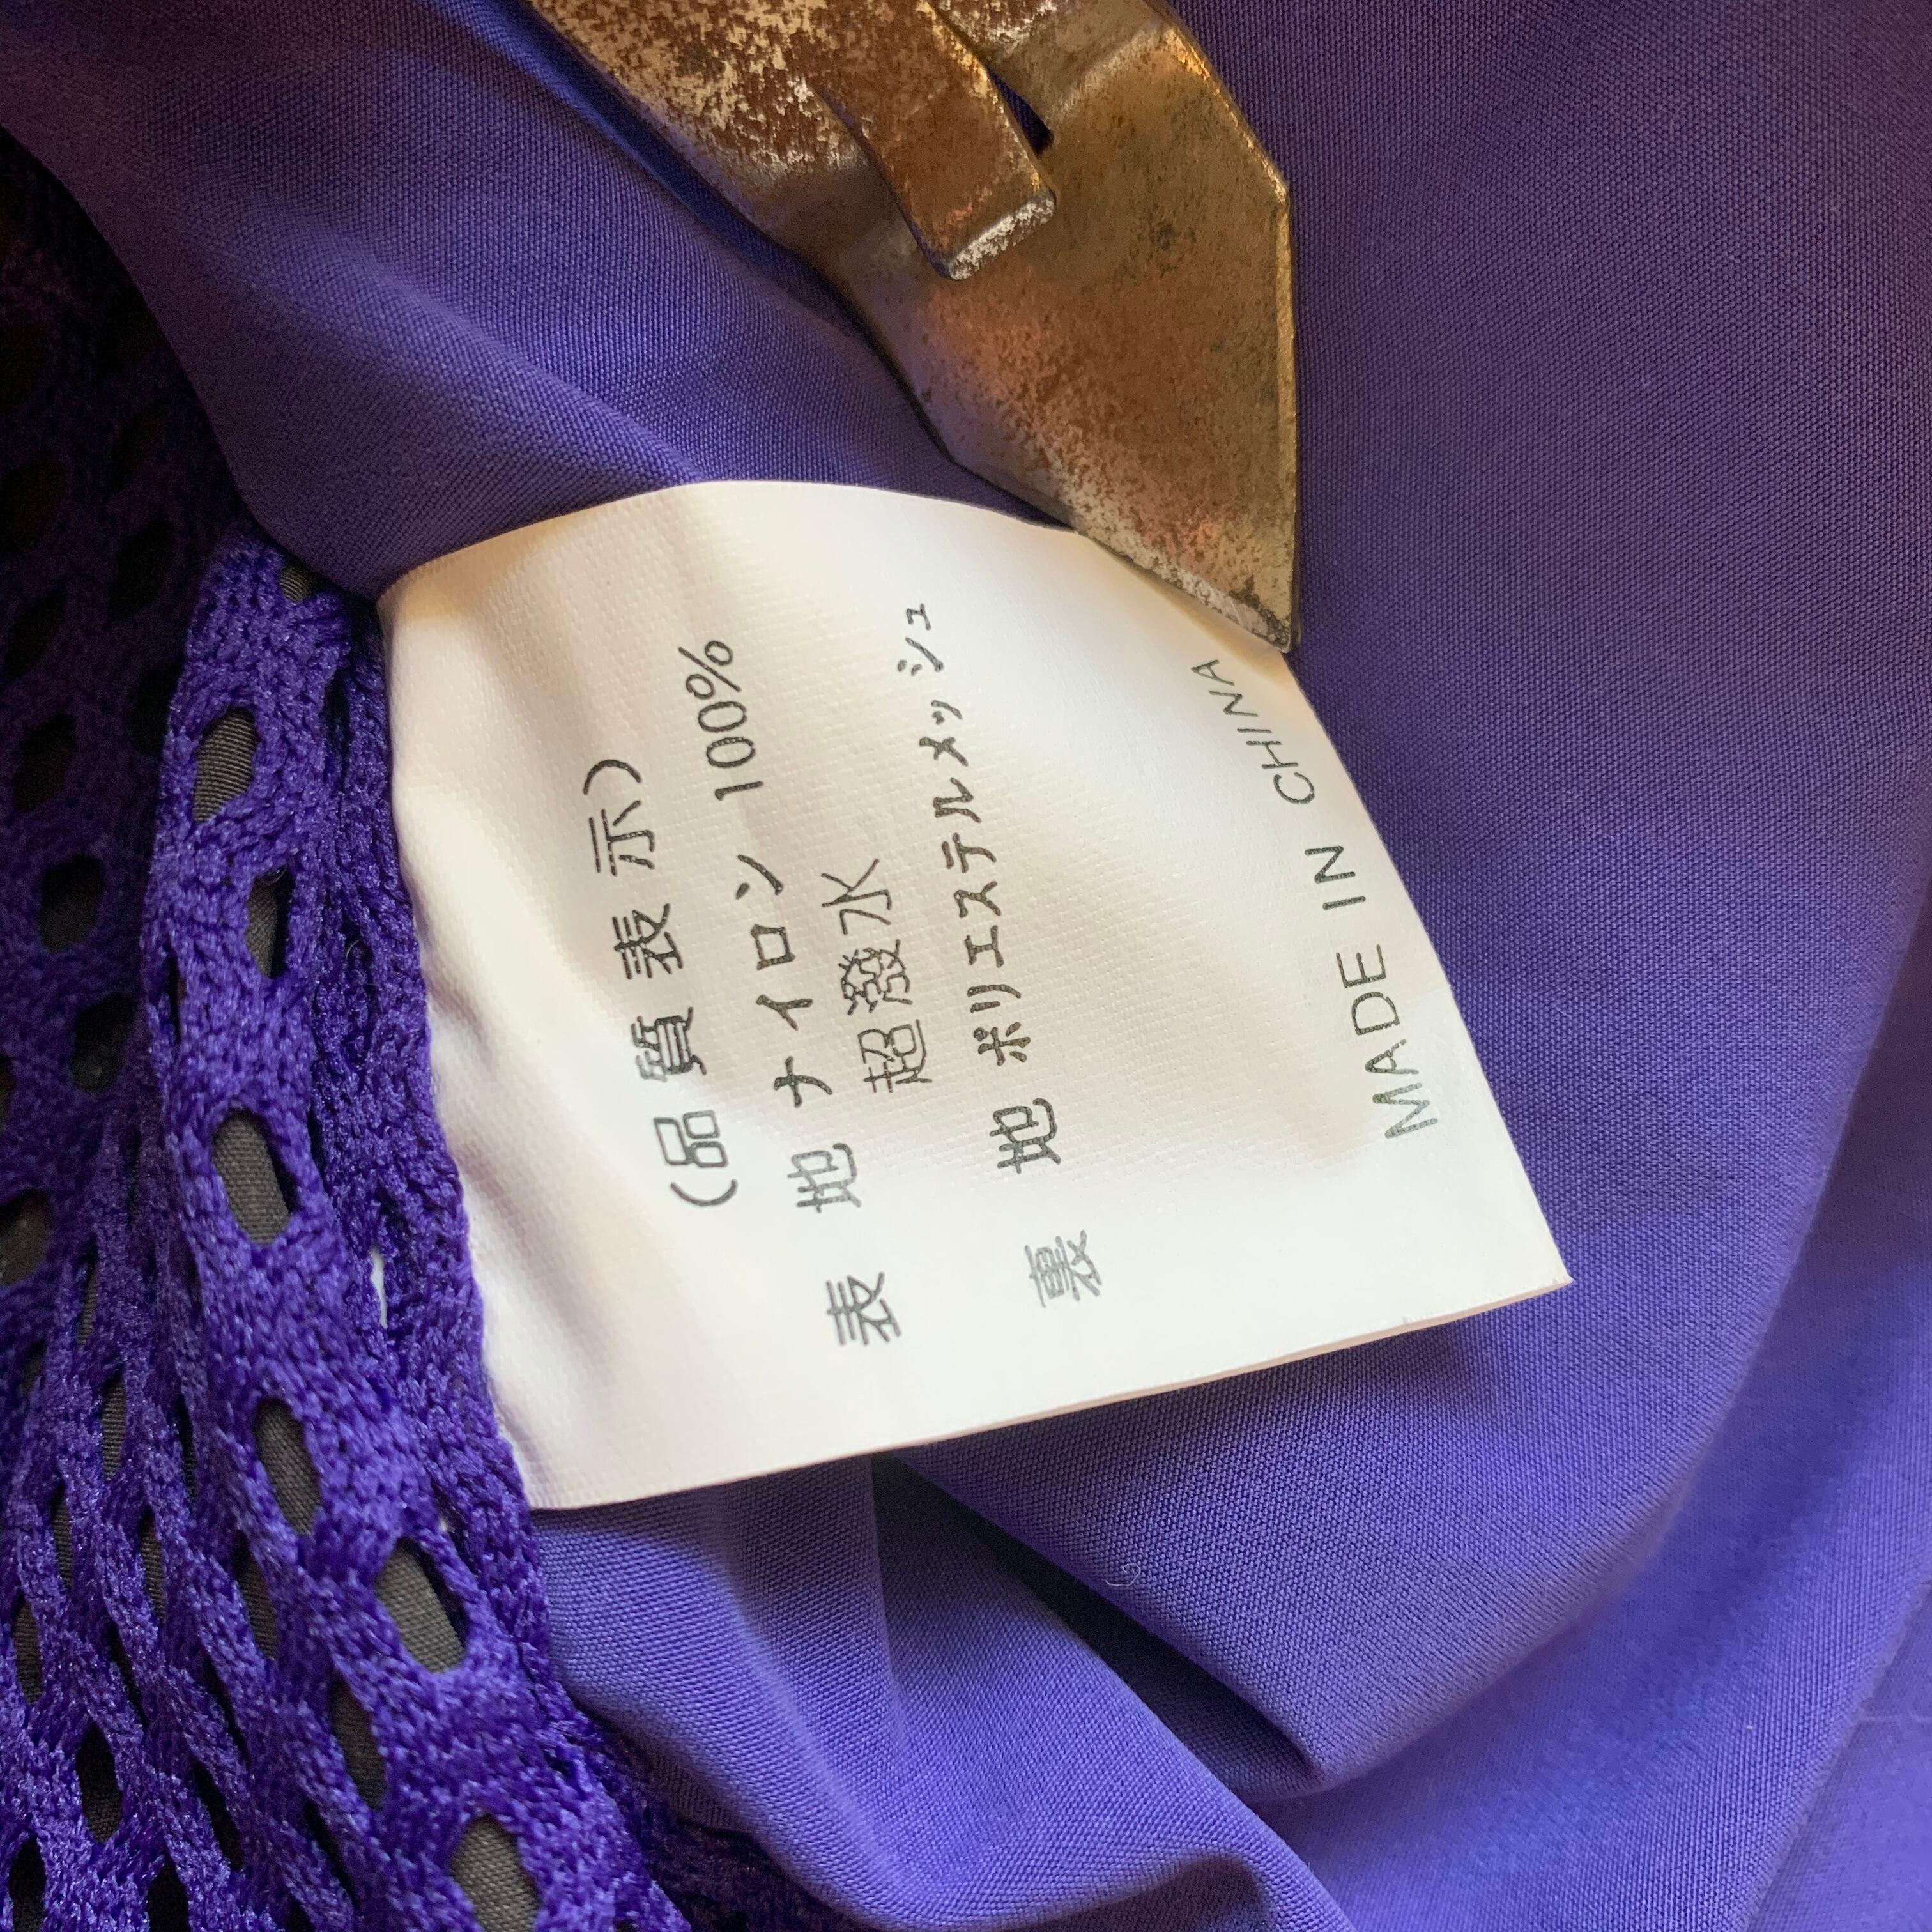 (品質表示)
表地 ナイロン 100%
超潑水
裏地 ポリエステルメッシュ
MADE IN CHINA